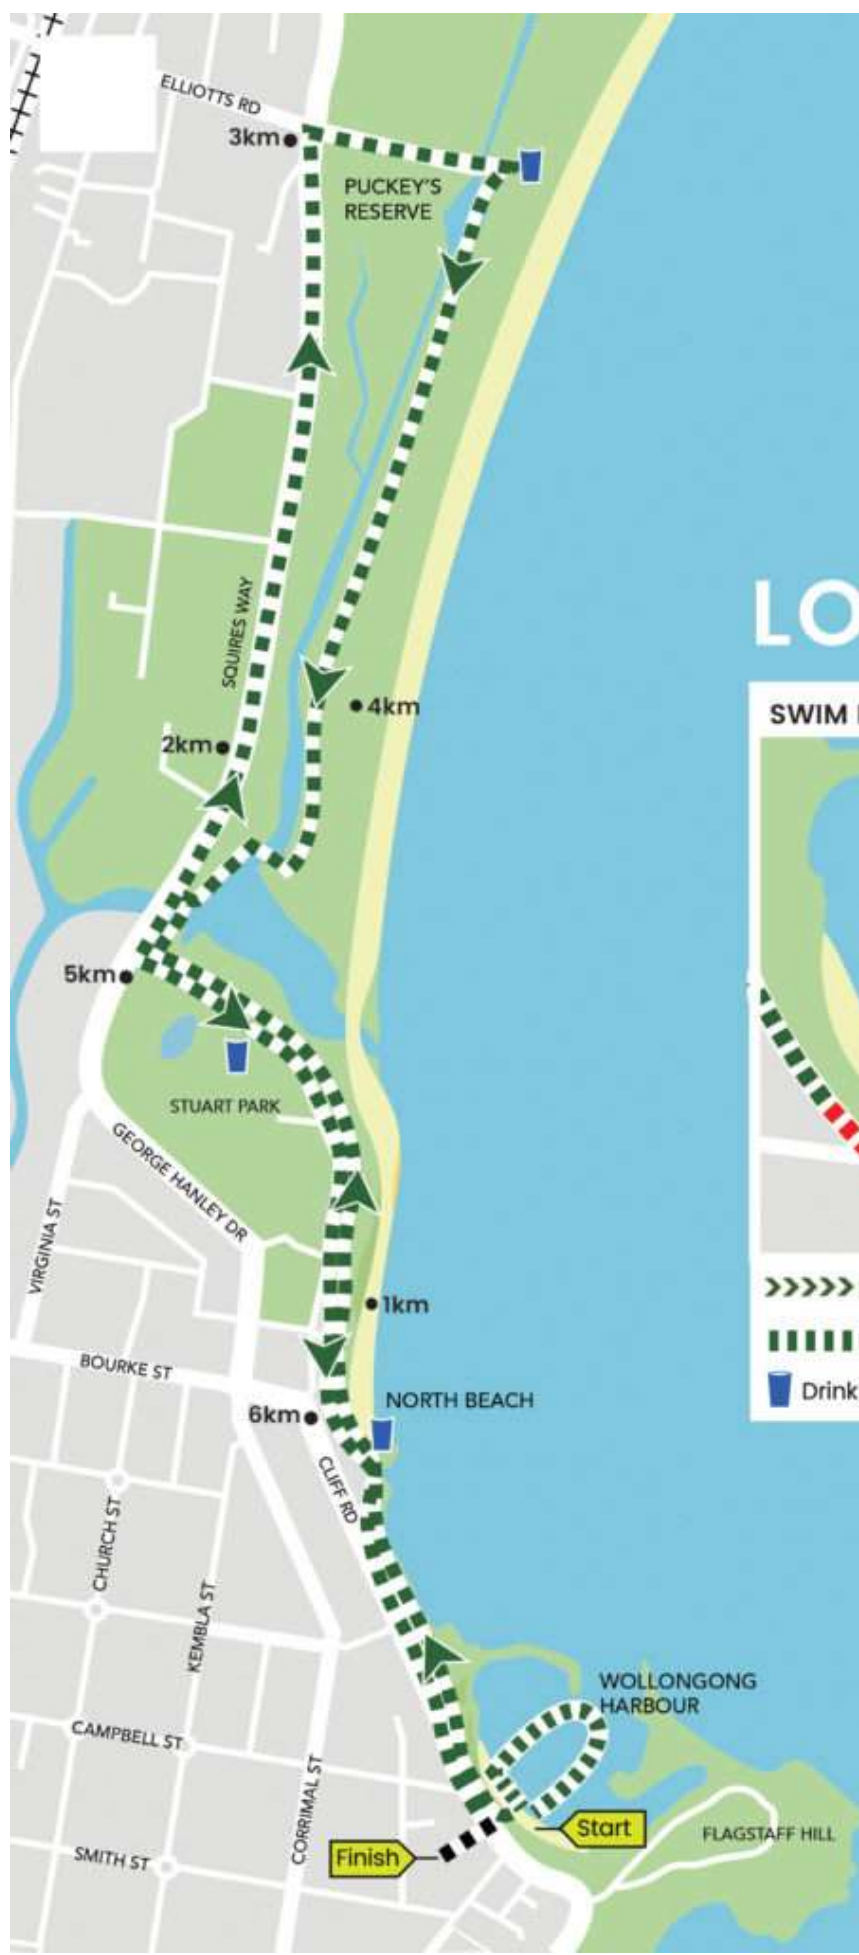 ELLIOTTS RD
3km
PUCKEY'S
RESERVE
SQUIRES WAY
4km
2km
LO
SWIM
5km
STUART PARK
GEORGE HANLEY DR
VIRGINIA ST
1km
BOURKE ST
NORTH BEACH
6km
CLIFF RD
Drink
CHURCH ST
KEMBLA ST
WOLLONGONG
HARBOUR
CAMPBELL ST
CORRIMAL ST
Start
FLAGSTAFF HILL
Finish
SMITH ST